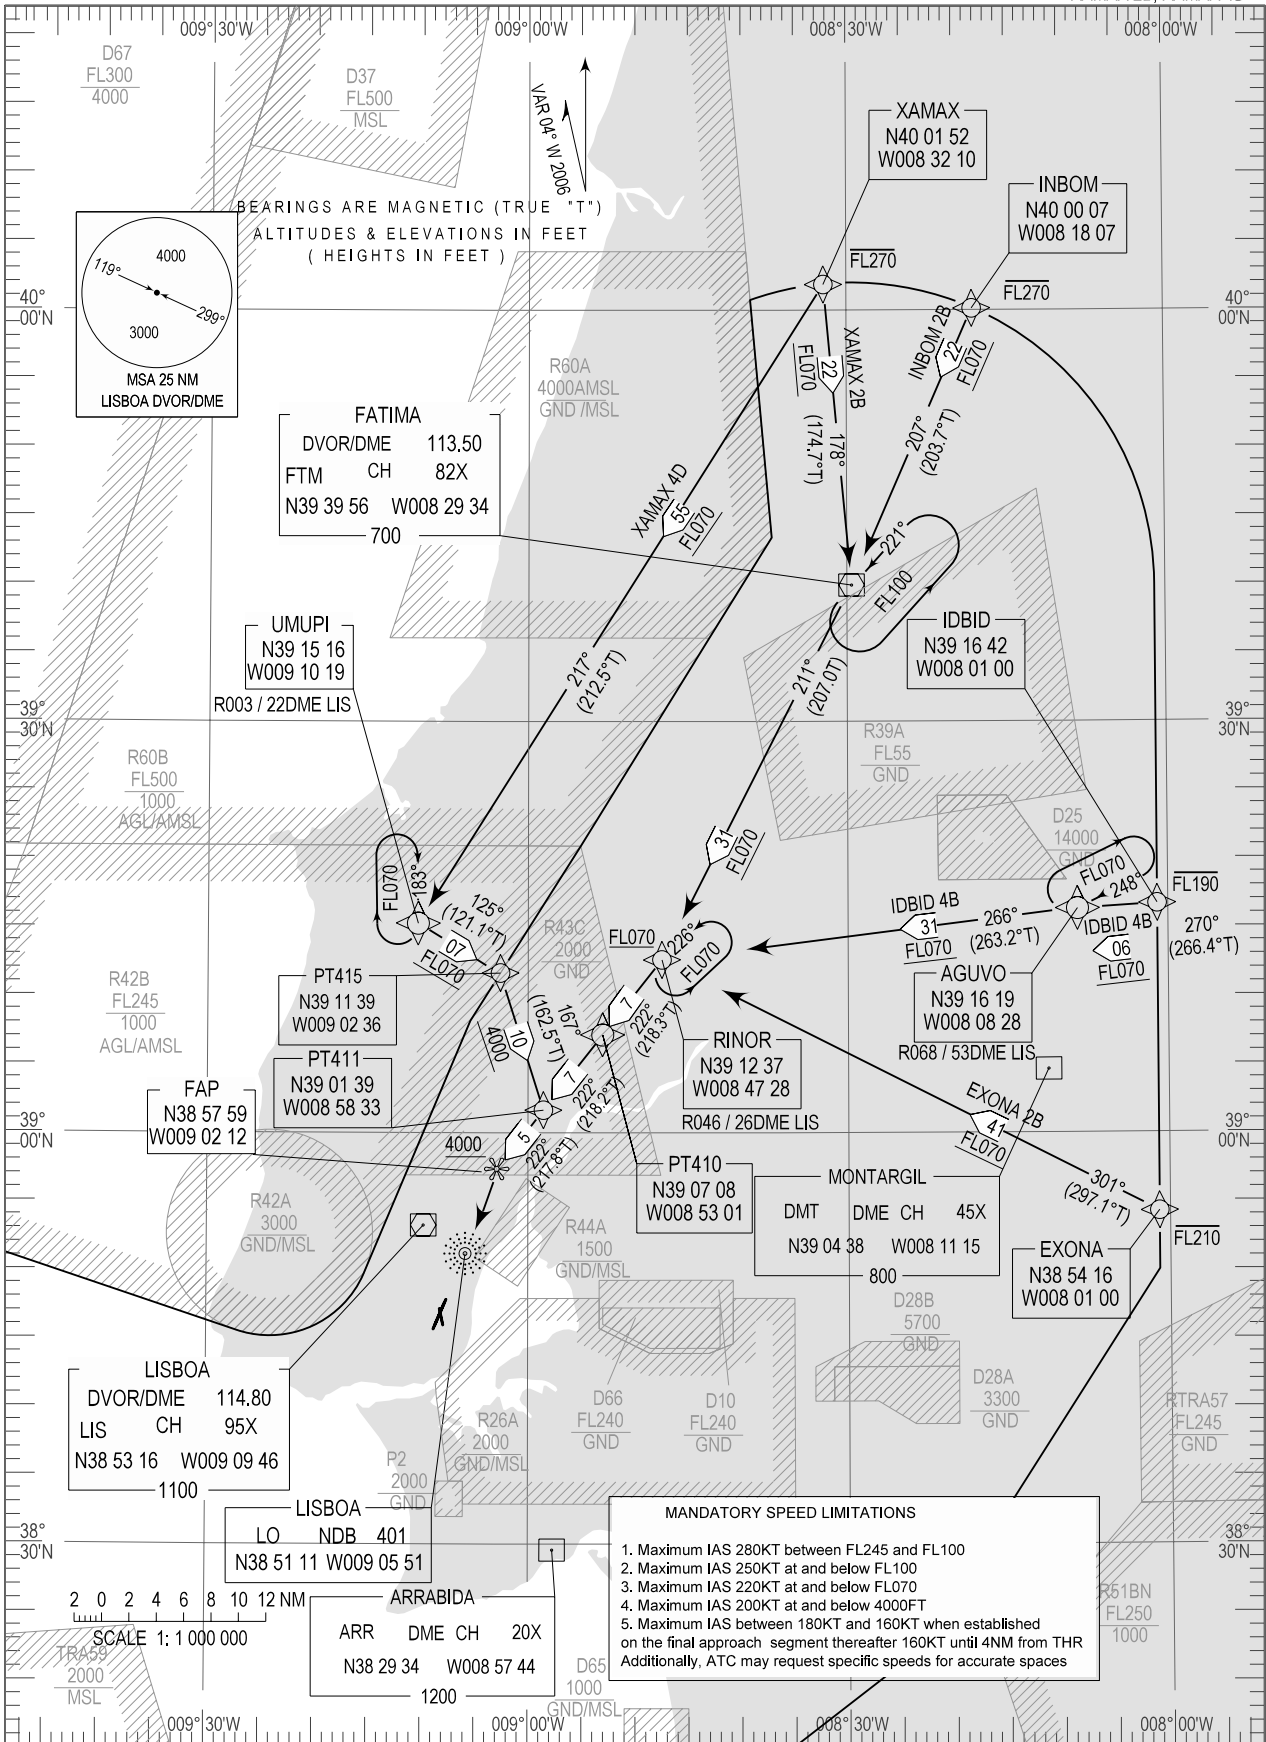 009°30'W
009°00'W
008°30'W
008°00'W
D67
FL300
4000
D37
FL500
MSL
VAR 04° W 2006
XAMAX
N40 01 52
W008 32 10
INBOM
N40 00 07
W008 18 07
BEARINGS ARE MAGNETIC (TRUE "T")
ALTITUDES & ELEVATIONS IN FEET
( HEIGHTS IN FEET )
4000
119°
299°
3000
MSA 25 NM
LISBOA DVOR/DME
FL270
FL270
40°
00'N
40°
00'N
R60A
4000AMSL
GND /MSL
XAMAX 2B
22
FL070
178°
(174.7°T)
INBOM 2B
22
FL070
207°
(203.7°T)
FATIMA
DVOR/DME 113.50
FTM CH 82X
N39 39 56 W008 29 34
700
XAMAX 4D
55
FL070
221°
FL100
UMUPI
N39 15 16
W009 10 19
R003 / 22DME LIS
IDBID
N39 16 42
W008 01 00
217°
(212.5°T)
211°
(207.0T)
39°
30'N
39°
30'N
R39A
FL55
GND
R60B
FL500
1000
AGL/AMSL
D25
14000
GND
31
FL070
FL070
183°
125°
(121.1°T)
07
FL070
FL070
248°
FL190
IDBID 4B
31
FL070
266°
(263.2°T)
IDBID 4B
06
FL070
270°
(266.4°T)
R43C
2000
GND
FL070
226°
FL070
R42B
FL245
1000
AGL/AMSL
PT415
N39 11 39
W009 02 36
AGUVO
N39 16 19
W008 08 28
R068 / 53DME LIS
10
4000
167°
(162.5°T)
7
222°
(218.3°T)
RINOR
N39 12 37
W008 47 28
R046 / 26DME LIS
PT411
N39 01 39
W008 58 33
7
222°
(218.2°T)
FAP
N38 57 59
W009 02 12
EXONA 2B
41
FL070
39°
00'N
39°
00'N
4000
5
222°
(217.8°T)
PT410
N39 07 08
W008 53 01
MONTARGIL
DMT DME CH 45X
N39 04 38 W008 11 15
800
301°
(297.1°T)
FL210
R42A
3000
GND/MSL
R44A
1500
GND/MSL
EXONA
N38 54 16
W008 01 00
D28B
5700
GND
LISBOA
DVOR/DME 114.80
LIS CH 95X
N38 53 16 W009 09 46
1100
D66
FL240
GND
D10
FL240
GND
D28A
3300
GND
RTRA57
FL245
GND
R26A
2000
GND/MSL
P2
2000
GND
LISBOA
LO NDB 401
N38 51 11 W009 05 51
38°
30'N
38°
30'N
MANDATORY SPEED LIMITATIONS
1. Maximum IAS 280KT between FL245 and FL100
2. Maximum IAS 250KT at and below FL100
3. Maximum IAS 220KT at and below FL070
4. Maximum IAS 200KT at and below 4000FT
5. Maximum IAS between 180KT and 160KT when established
on the final approach segment thereafter 160KT until 4NM from THR
Additionally, ATC may request specific speeds for accurate spaces
R51BN
FL250
1000
2 0 2 4 6 8 10 12 NM
SCALE 1: 1 000 000
ARRABIDA
ARR DME CH 20X
N38 29 34 W008 57 44
1200
TRA59
2000
MSL
D65
1000
GND/MSL
009°30'W
009°00'W
008°30'W
008°00'W